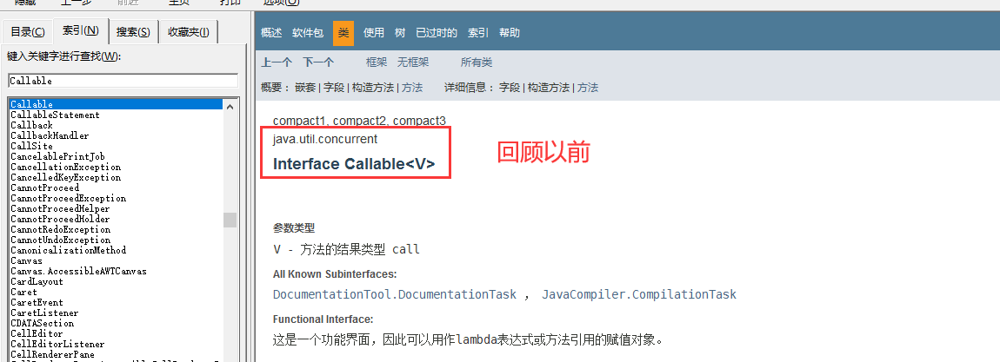 隐藏 上一步 前进 主页 打印 选项(O)
目录(C) 索引(N) 搜索(S) 收藏夹(I)
键入关键字进行查找(W):
Callable
Callable
CallableStatement
Callback
CallbackHandler
CallSite
CancelablePrintJob
CancellationException
CancelledKeyException
CannotProceed
CannotProceedException
CannotProceedHelper
CannotProceedHolder
CannotRedoException
CannotUndoException
CanonicalizationMethod
Canvas
Canvas.AccessibleAWTCanvas
CardLayout
Caret
CaretEvent
CaretListener
CDATASection
CellEditor
CellEditorListener
CellRendererPane
概述 软件包 类 使用 树 已过时的 索引 帮助
上一个 下一个 框架 无框架 所有类
概要： 嵌套 | 字段 | 构造方法 | 方法 详细信息： 字段 | 构造方法 | 方法
compact1, compact2, compact3
java.util.concurrent
Interface Callable<V>
回顾以前
参数类型
V - 方法的结果类型 call
All Known Subinterfaces:
DocumentationTool.DocumentationTask ， JavaCompiler.CompilationTask
Functional Interface:
这是一个功能界面，因此可以用作lambda表达式或方法引用的赋值对象。